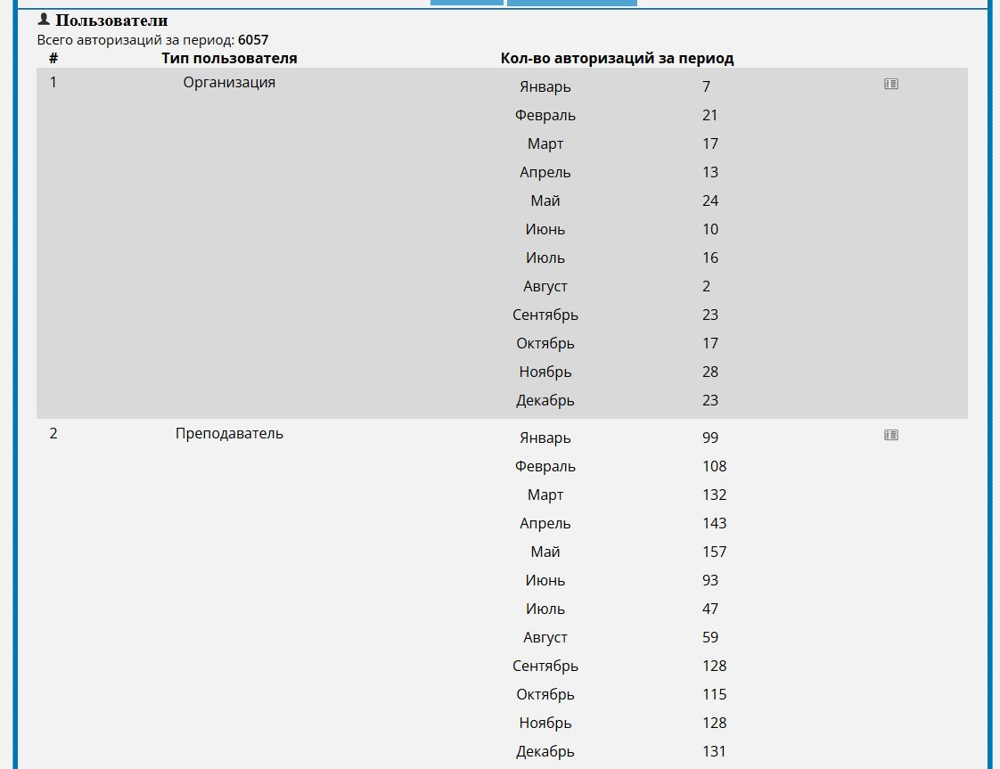 Пользователи
Всего авторизаций за период: 6057
# Тип пользователя Кол-во авторизаций за период
1 Организация Январь 7
Февраль 21
Март 17
Апрель 13
Май 24
Июнь 10
Июль 16
Август 2
Сентябрь 23
Октябрь 17
Ноябрь 28
Декабрь 23
2 Преподаватель Январь 99
Февраль 108
Март 132
Апрель 143
Май 157
Июнь 93
Июль 47
Август 59
Сентябрь 128
Октябрь 115
Ноябрь 128
Декабрь 131